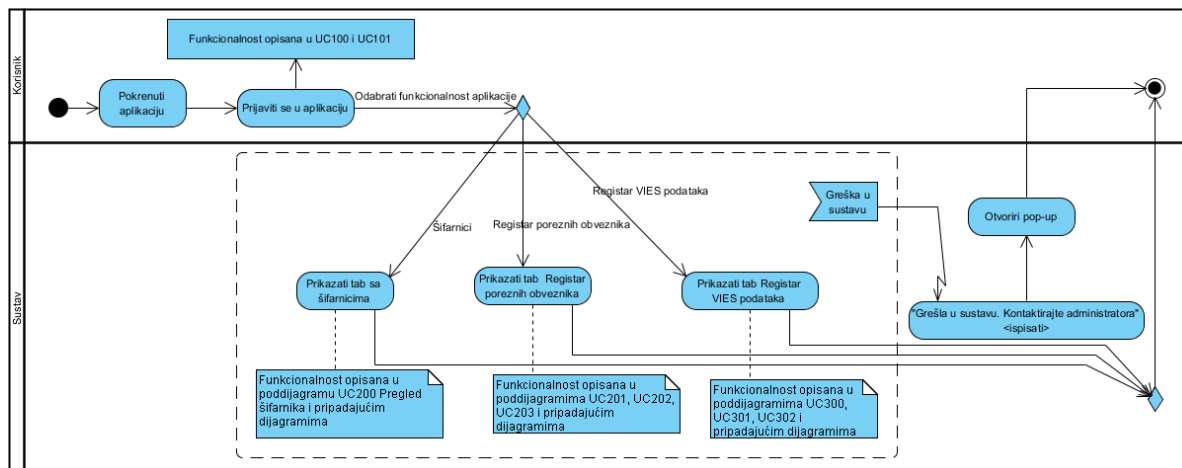 Korisnik
Funkcionalnost opisana u UC100 i UC101
Pokrenuti
aplikaciju
Prijaviti se u aplikaciju
Odabrati funkcionalnost aplikacije
Sustav
Registar VIES podataka
Šifarnici
Registar poreznih obveznika
Greška u
sustavu
Otvoriri pop-up
Prikazati tab sa
šifarnicima
Prikazati tab Registar
poreznih obveznika
Prikazati tab Registar
VIES podataka
"Grešla u sustavu. Kontaktirajte administratora"
<ispisati>
Funkcionalnost opisana u
poddijagramu UC200 Pregled
šifarnika i pripadajućim
dijagramima
Funkcionalnost opisana u
poddijagramima UC201, UC202,
UC203 i pripadajućim
dijagramima
Funkcionalnost opisana u
poddijagramima UC300,
UC301, UC302 i
pripadajućim dijagramima